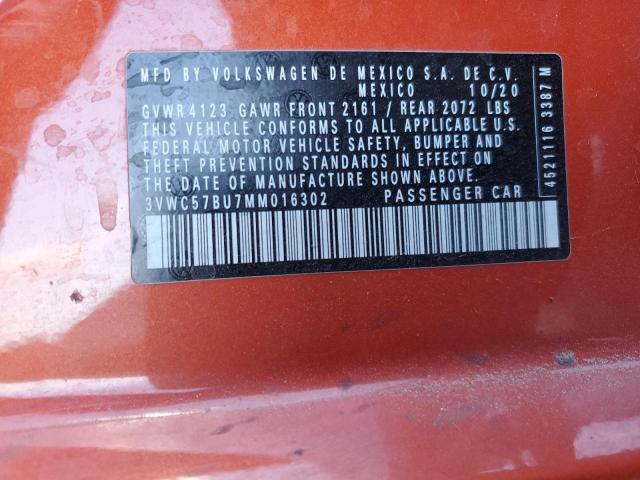 MFD BY VOLKSWAGEN DE MEXICO S.A. DE C.V.
MEXICO 10/20
GVWR 4123 GAWR FRONT 2161 / REAR 2072 LBS
THIS VEHICLE CONFORMS TO ALL APPLICABLE U.S.
FEDERAL MOTOR VEHICLE SAFETY, BUMPER AND
THEFT PREVENTION STANDARDS IN EFFECT ON
THE DATE OF MANUFACTURE SHOWN ABOVE.
3VWC57BU7MM016302 PASSENGER CAR
4521116 3387 M